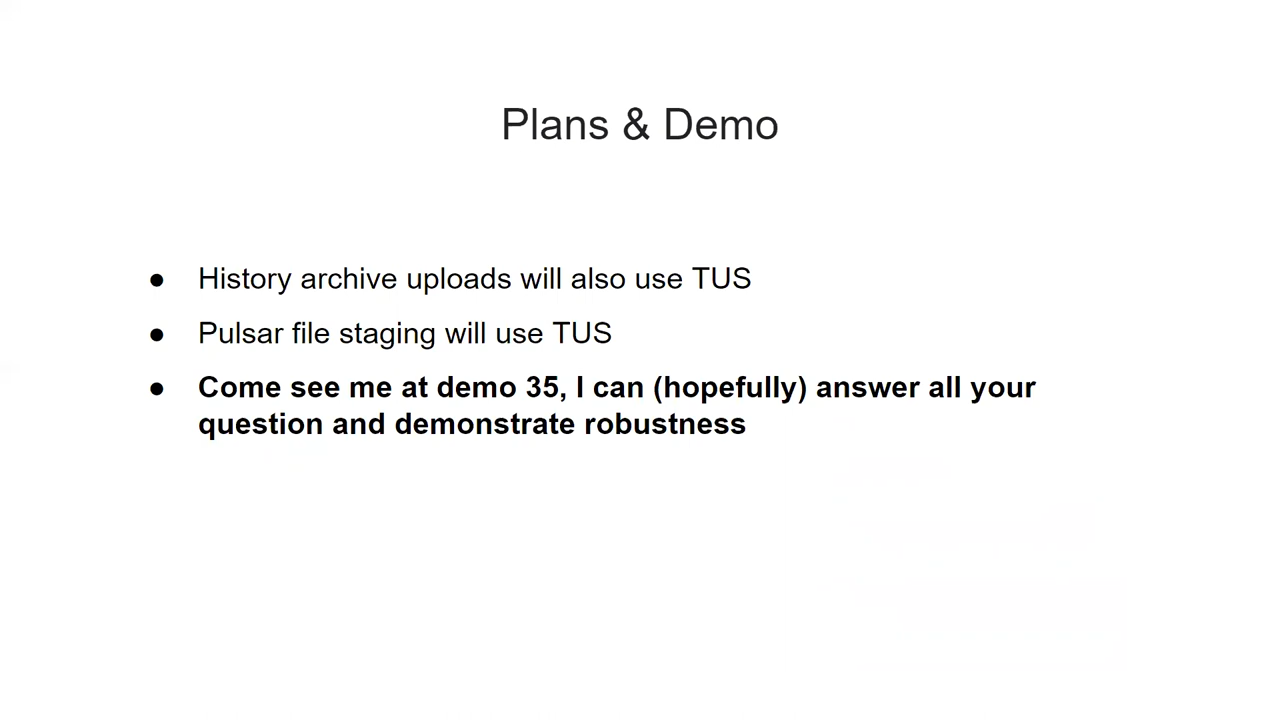 Plans & Demo
● History archive uploads will also use TUS
● Pulsar file staging will use TUS
● Come see me at demo 35, I can (hopefully) answer all your
question and demonstrate robustness